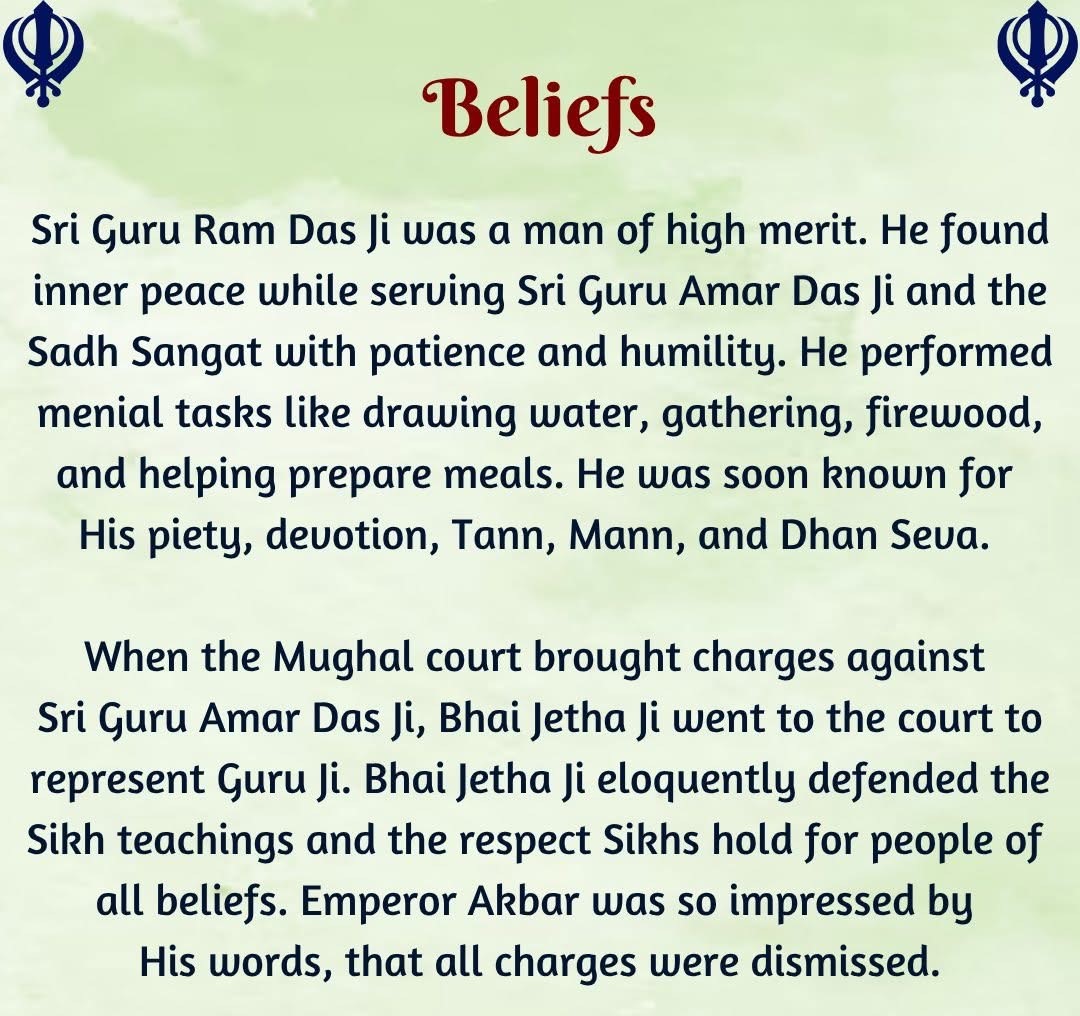 Beliefs
Sri Guru Ram Das Ji was a man of high merit. He found
inner peace while serving Sri Guru Amar Das Ji and the
Sadh Sangat with patience and humility. He performed
menial tasks like drawing water, gathering, firewood,
and helping prepare meals. He was soon known for
His piety, devotion, Tann, Mann, and Dhan Seva.
When the Mughal court brought charges against
Sri Guru Amar Das Ji, Bhai Jetha Ji went to the court to
represent Guru Ji. Bhai Jetha Ji eloquently defended the
Sikh teachings and the respect Sikhs hold for people of
all beliefs. Emperor Akbar was so impressed by
His words, that all charges were dismissed.